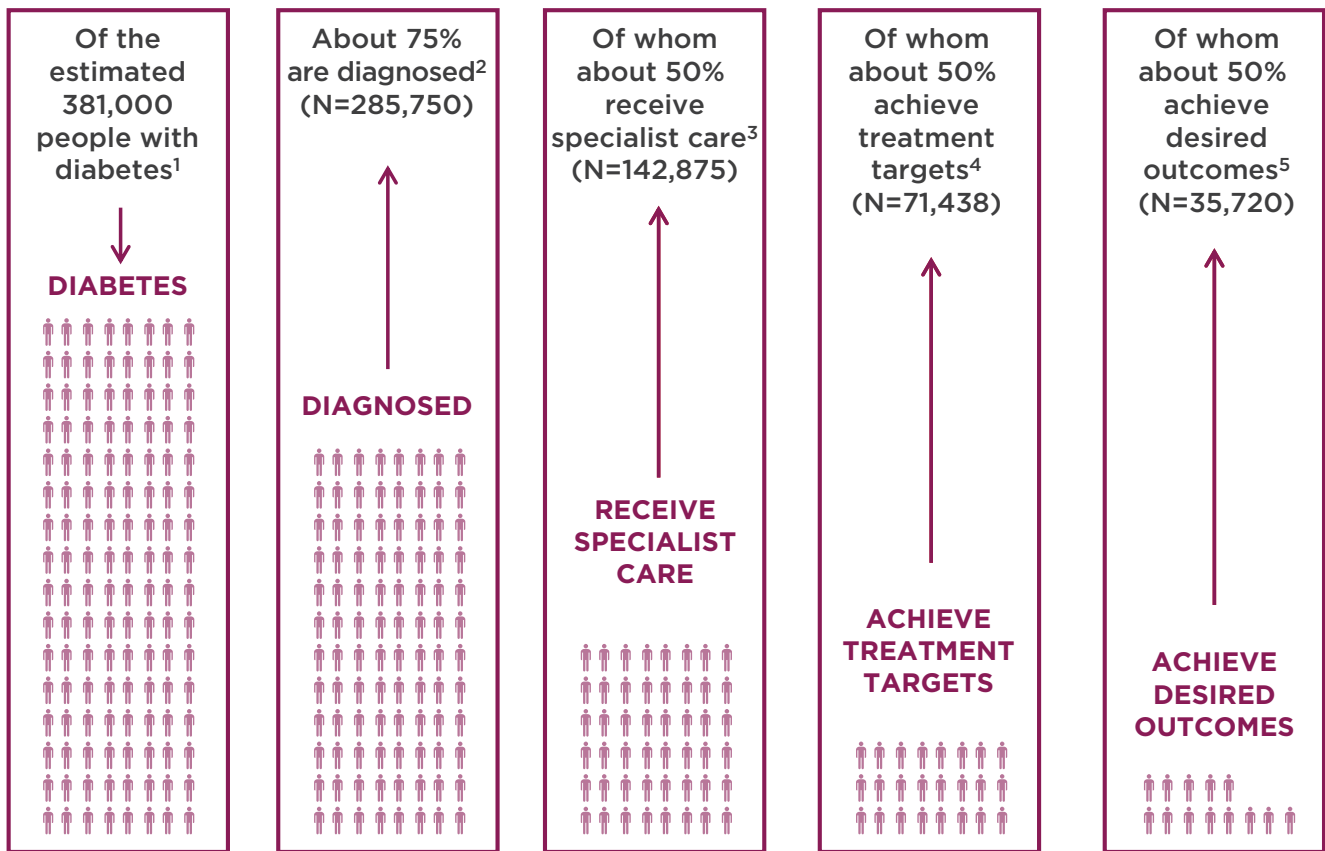 Of the
estimated
381,000
people with
diabetes¹
DIABETES
About 75%
are diagnosed²
(N=285,750)
DIAGNOSED
Of whom
about 50%
receive
specialist care³
(N=142,875)
RECEIVE
SPECIALIST
CARE
Of whom
about 50%
achieve
treatment
targets⁴
(N=71,438)
ACHIEVE
TREATMENT
TARGETS
Of whom
about 50%
achieve
desired
outcomes⁵
(N=35,720)
ACHIEVE
DESIRED
OUTCOMES